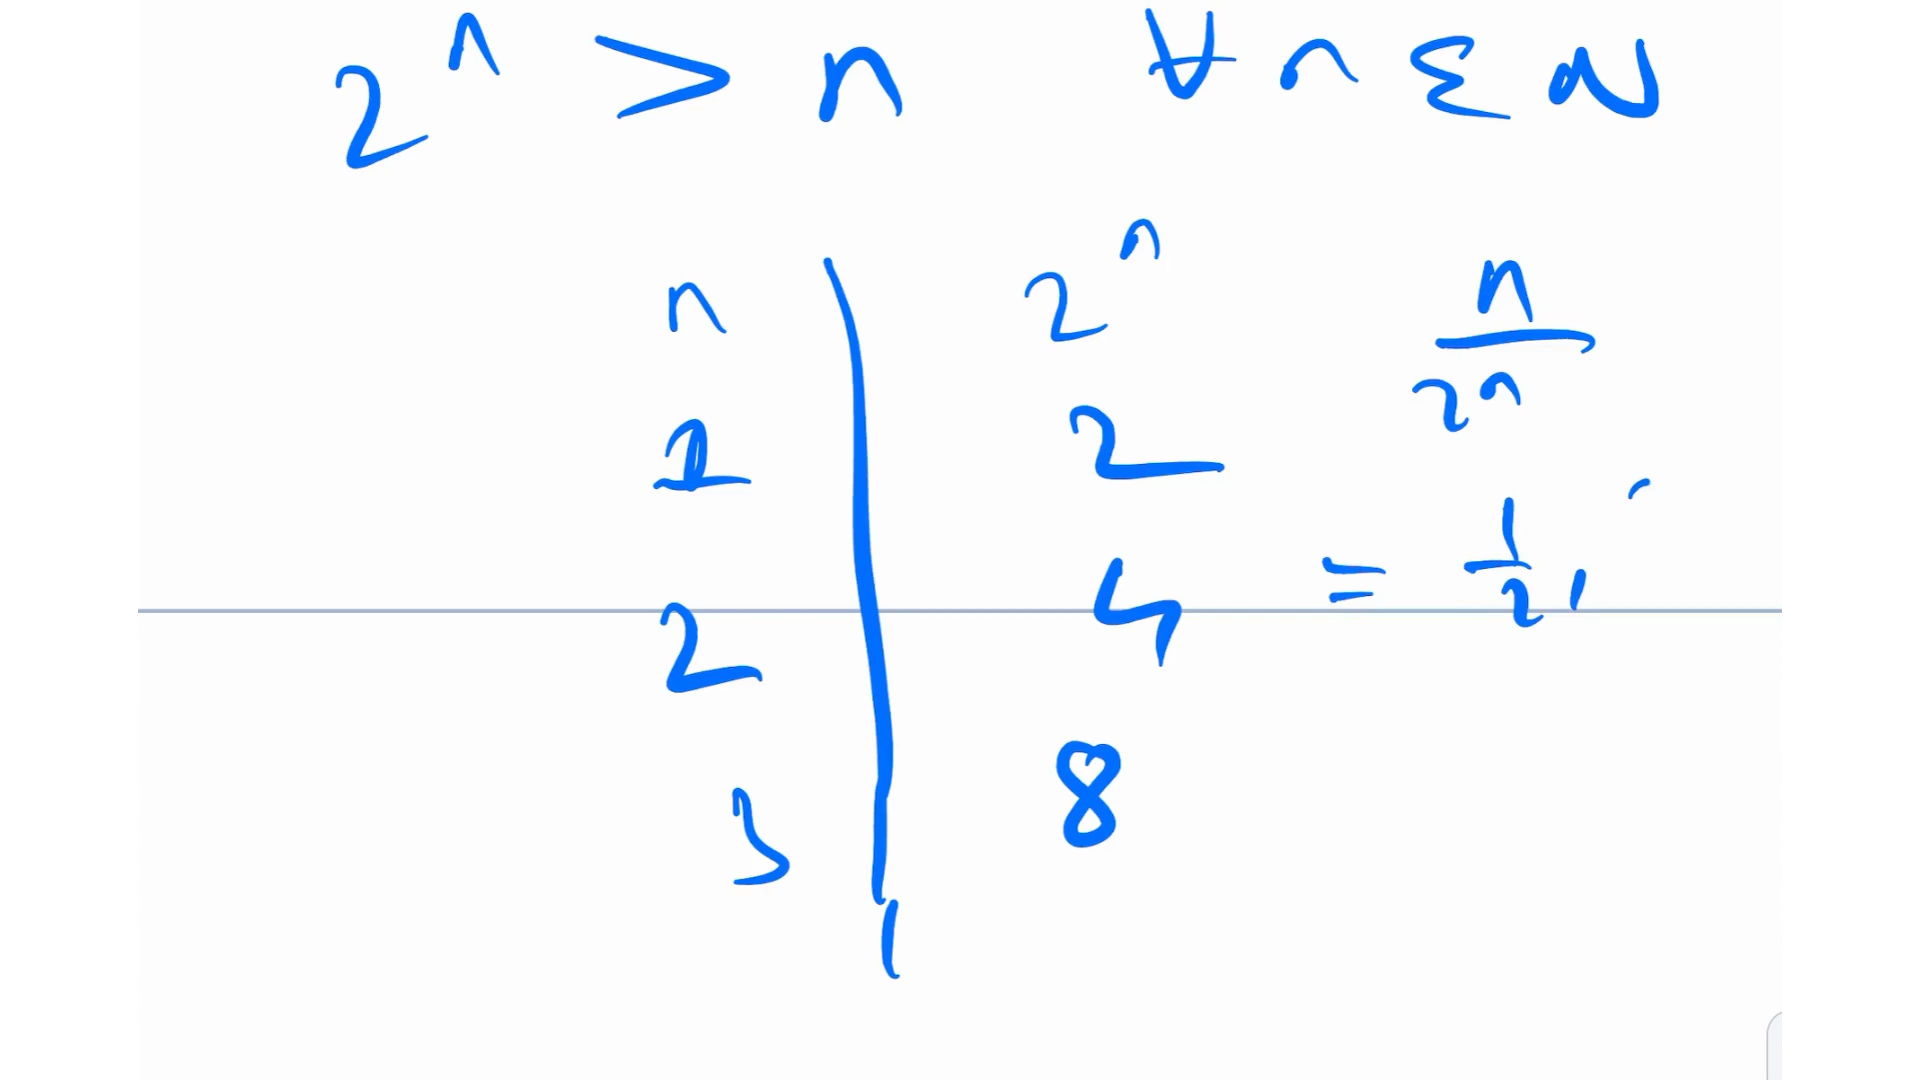 2^n > n ∀ n ε N
n | 2^n n/2^n
1 | 2
2 | 4 = 1/2,
3 | 8